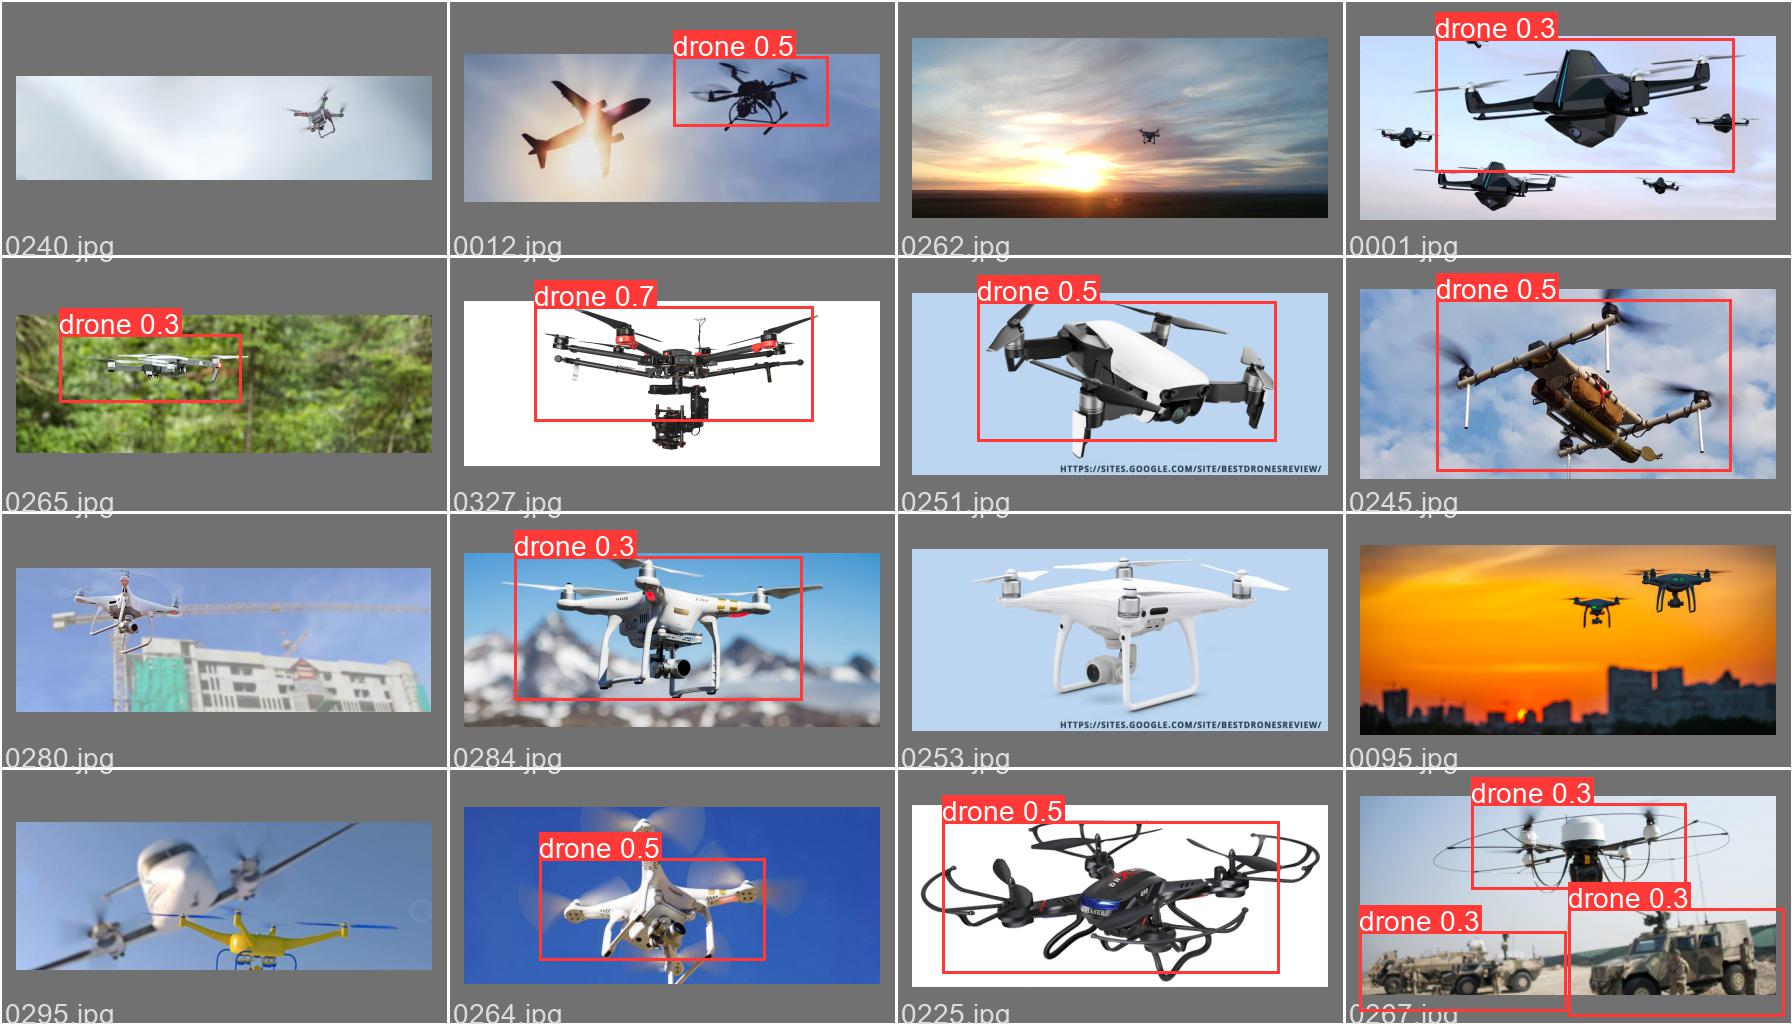 drone 0.5
drone 0.3
0240.jpg
0012.jpg
0262.jpg
0001.jpg
drone 0.3
drone 0.7
drone 0.5
drone 0.5
HTTPS://SITES.GOOGLE.COM/SITE/BESTDRONESREVIEW/
0265.jpg
0327.jpg
0251.jpg
0245.jpg
drone 0.3
HTTPS://SITES.GOOGLE.COM/SITE/BESTDRONESREVIEW/
0280.jpg
0284.jpg
0253.jpg
0095.jpg
drone 0.5
drone 0.5
CHASER
drone 0.3
drone 0.3
drone 0.3
0295.jpg
0264.jpg
0225.jpg
0267.jpg